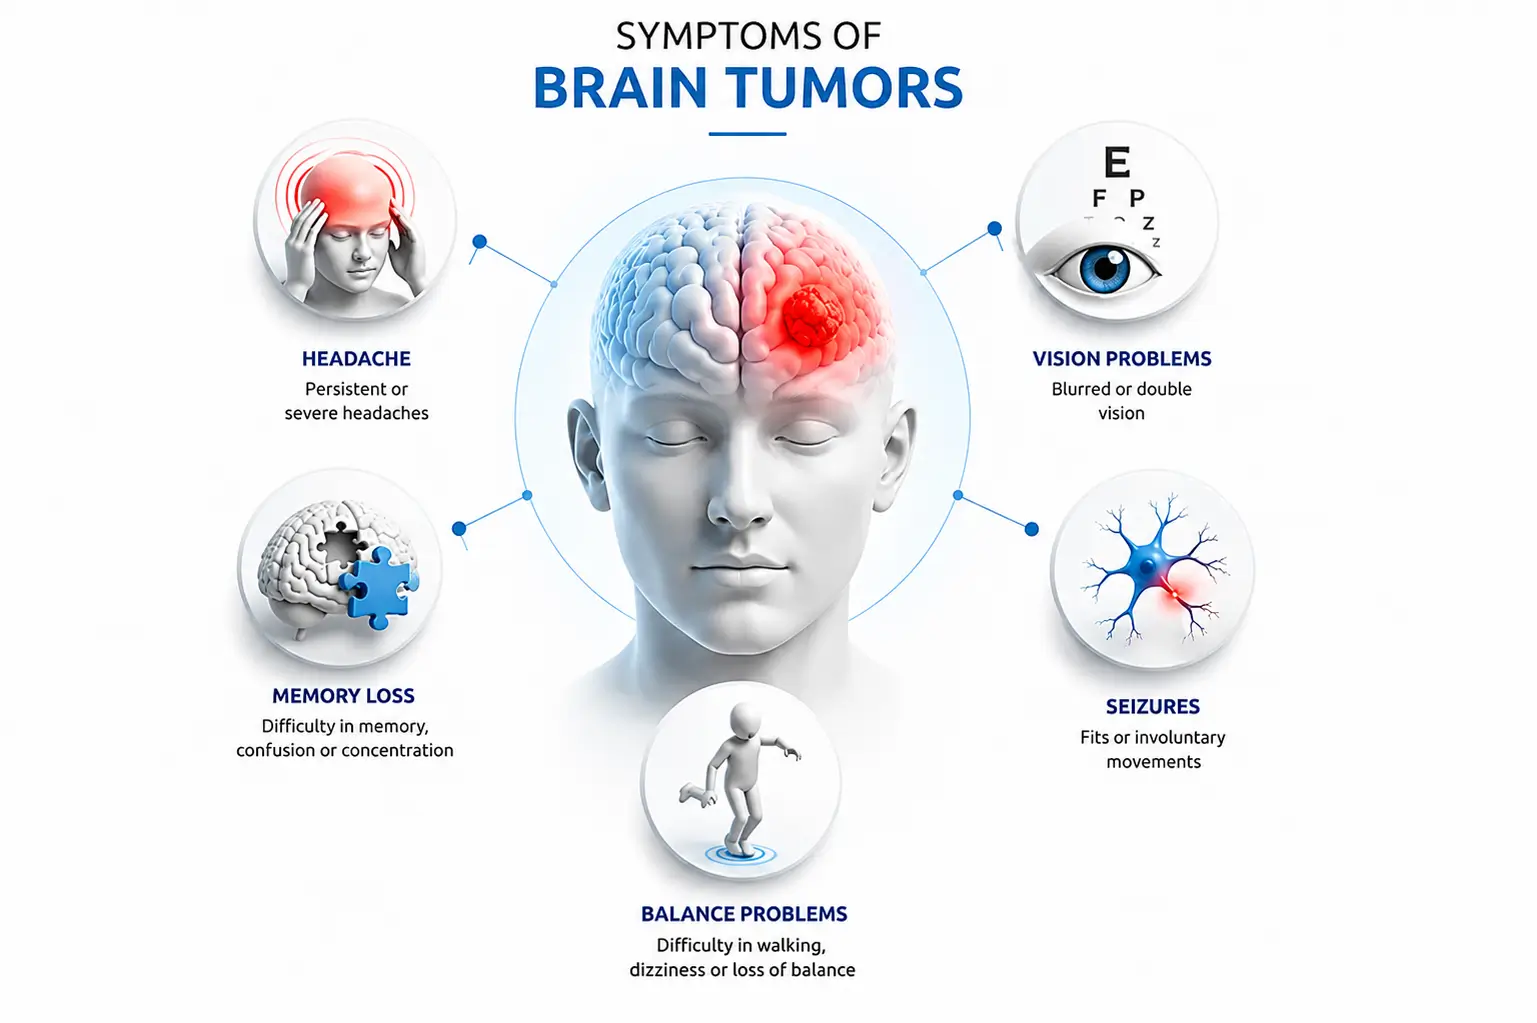 SYMPTOMS OF
BRAIN TUMORS
HEADACHE
Persistent or
severe headaches
E
F P
Z
Z
VISION PROBLEMS
Blurred or double
vision
MEMORY LOSS
Difficulty in memory,
confusion or concentration
SEIZURES
Fits or involuntary
movements
BALANCE PROBLEMS
Difficulty in walking,
dizziness or loss of balance